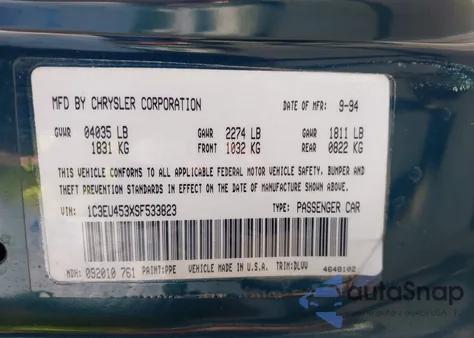 MFD BY CHRYSLER CORPORATION DATE OF MFR: 9-94
GVWR 04035 LB GAWR 2274 LB GAWR 1811 LB
1831 KG FRONT 1032 KG REAR 0822 KG
THIS VEHICLE CONFORMS TO ALL APPLICABLE FEDERAL MOTOR VEHICLE SAFETY, BUMPER AND
THEFT PREVENTION STANDARDS IN EFFECT ON THE DATE OF MANUFACTURE SHOWN ABOVE.
VIN: 1C3EU453XSF533823 TYPE: PASSENGER CAR
MDH: 092010 761 PAINT:PPE VEHICLE MADE IN U.S.A. TRIM:DLVV
4648102
autoSnap